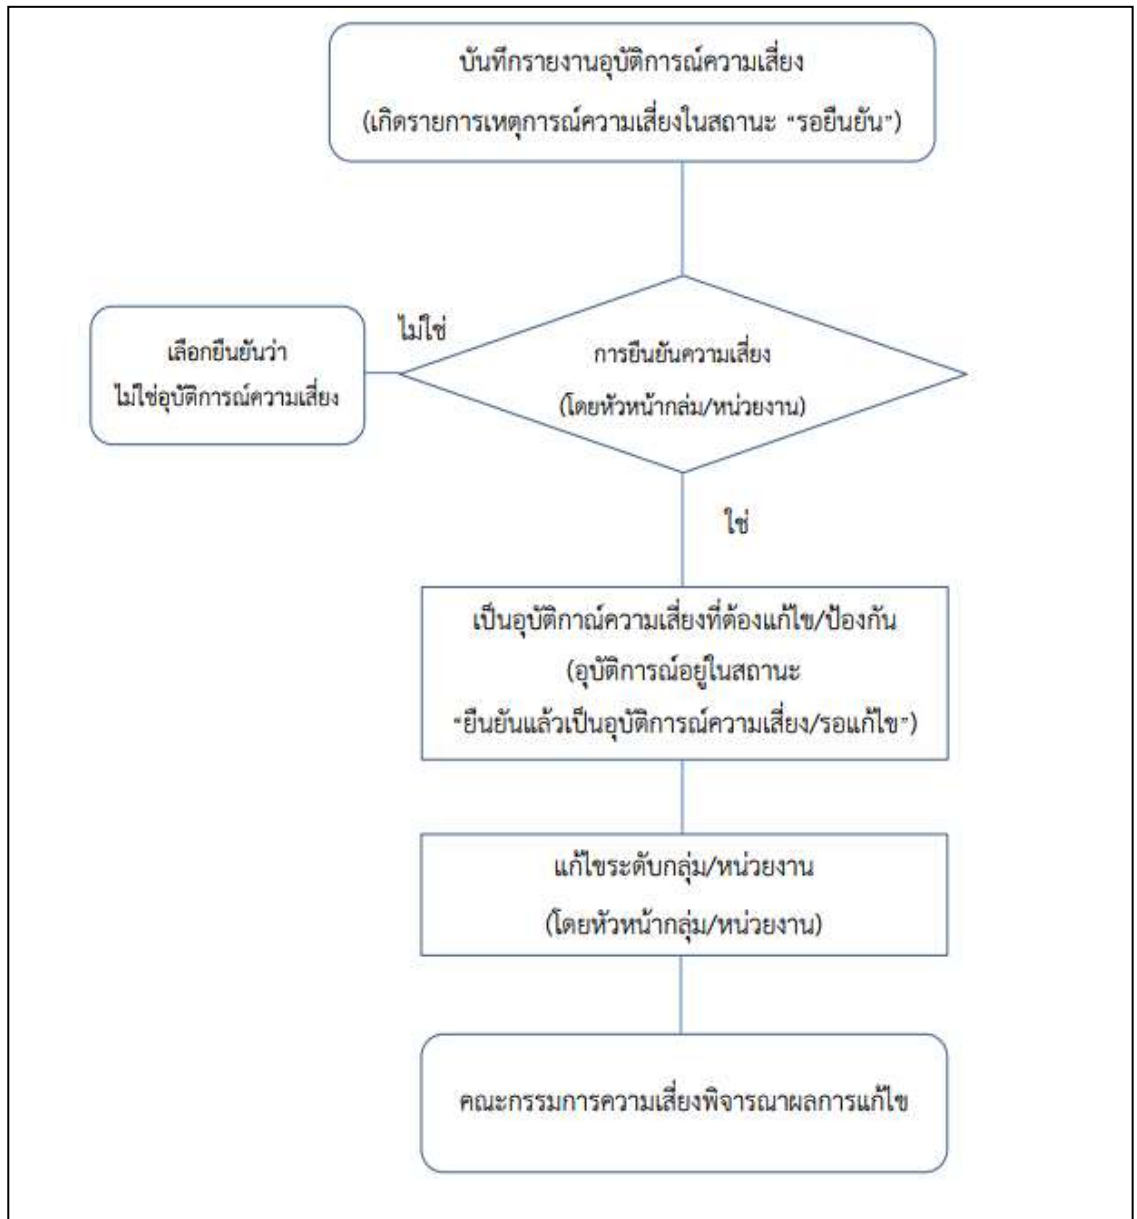 บันทึกรายงานอุบัติการณ์ความเสี่ยง
(เกิดรายการเหตุการณ์ความเสี่ยงในสถานะ “รอยืนยัน”)
ไม่ใช่
เลือกยืนยันว่า
ไม่ใช่อุบัติการณ์ความเสี่ยง
การยืนยันความเสี่ยง
(โดยหัวหน้ากลุ่ม/หน่วยงาน)
ใช่
เป็นอุบัติกาณ์ความเสี่ยงที่ต้องแก้ไข/ป้องกัน
(อุบัติการณ์อยู่ในสถานะ
“ยืนยันแล้วเป็นอุบัติการณ์ความเสี่ยง/รอแก้ไข”)
แก้ไขระดับกลุ่ม/หน่วยงาน
(โดยหัวหน้ากลุ่ม/หน่วยงาน)
คณะกรรมการความเสี่ยงพิจารณาผลการแก้ไข